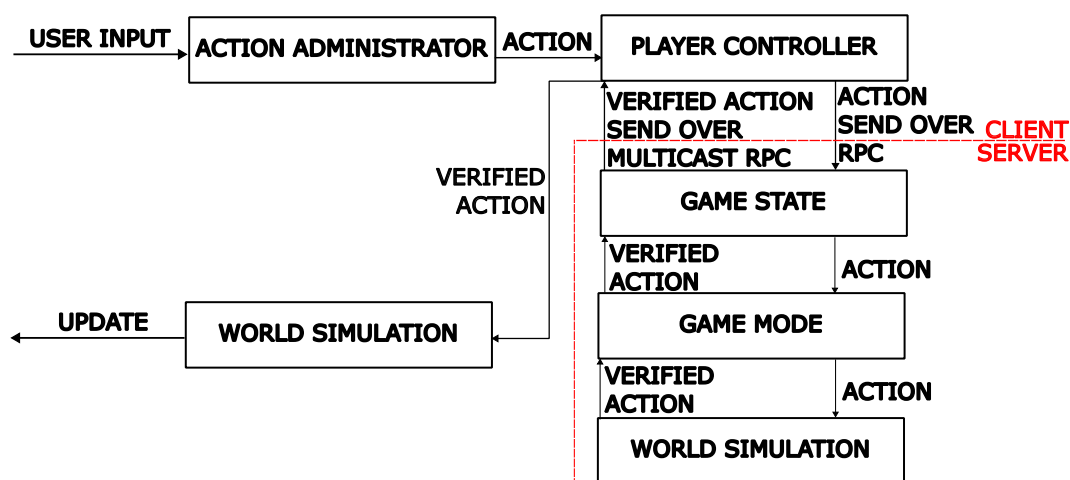 USER INPUT
ACTION ADMINISTRATOR
ACTION
PLAYER CONTROLLER
VERIFIED ACTION
SEND OVER
MULTICAST RPC
ACTION
SEND OVER
RPC
CLIENT
SERVER
VERIFIED
ACTION
GAME STATE
VERIFIED
ACTION
ACTION
UPDATE
WORLD SIMULATION
GAME MODE
VERIFIED
ACTION
ACTION
WORLD SIMULATION